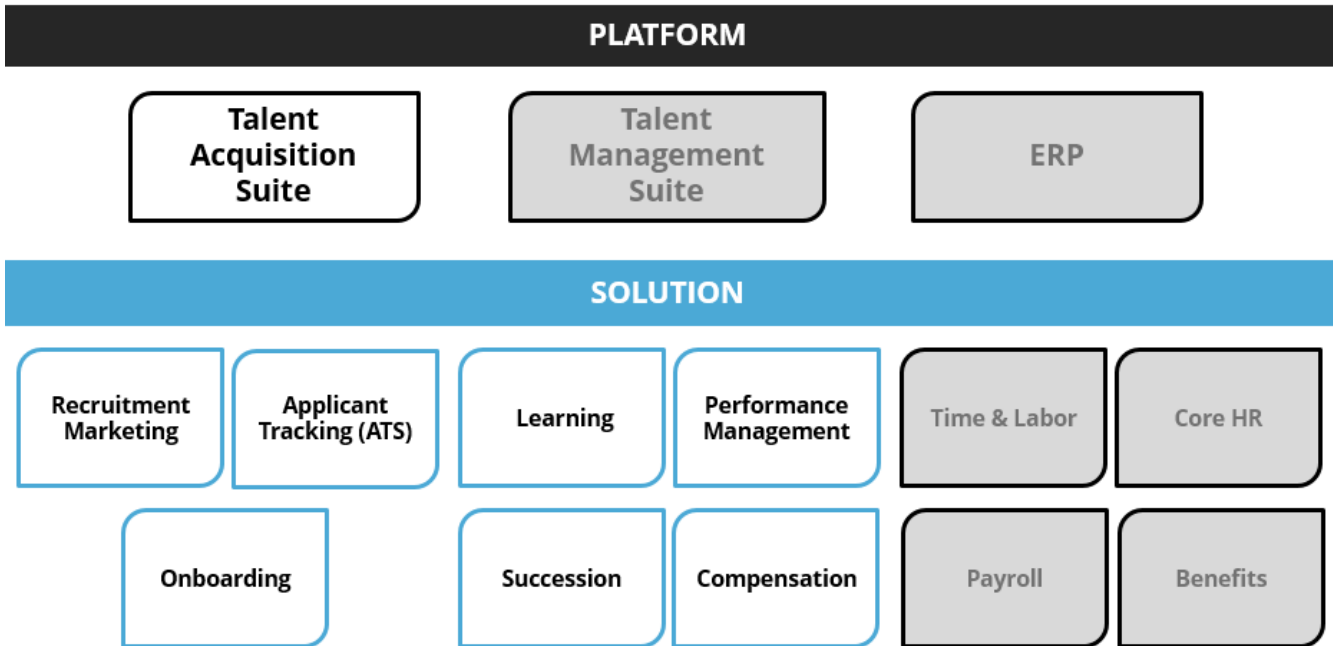 PLATFORM
Talent
Acquisition
Suite
Talent
Management
Suite
ERP
SOLUTION
Recruitment
Marketing
Applicant
Tracking (ATS)
Learning
Performance
Management
Time & Labor
Core HR
Onboarding
Succession
Compensation
Payroll
Benefits